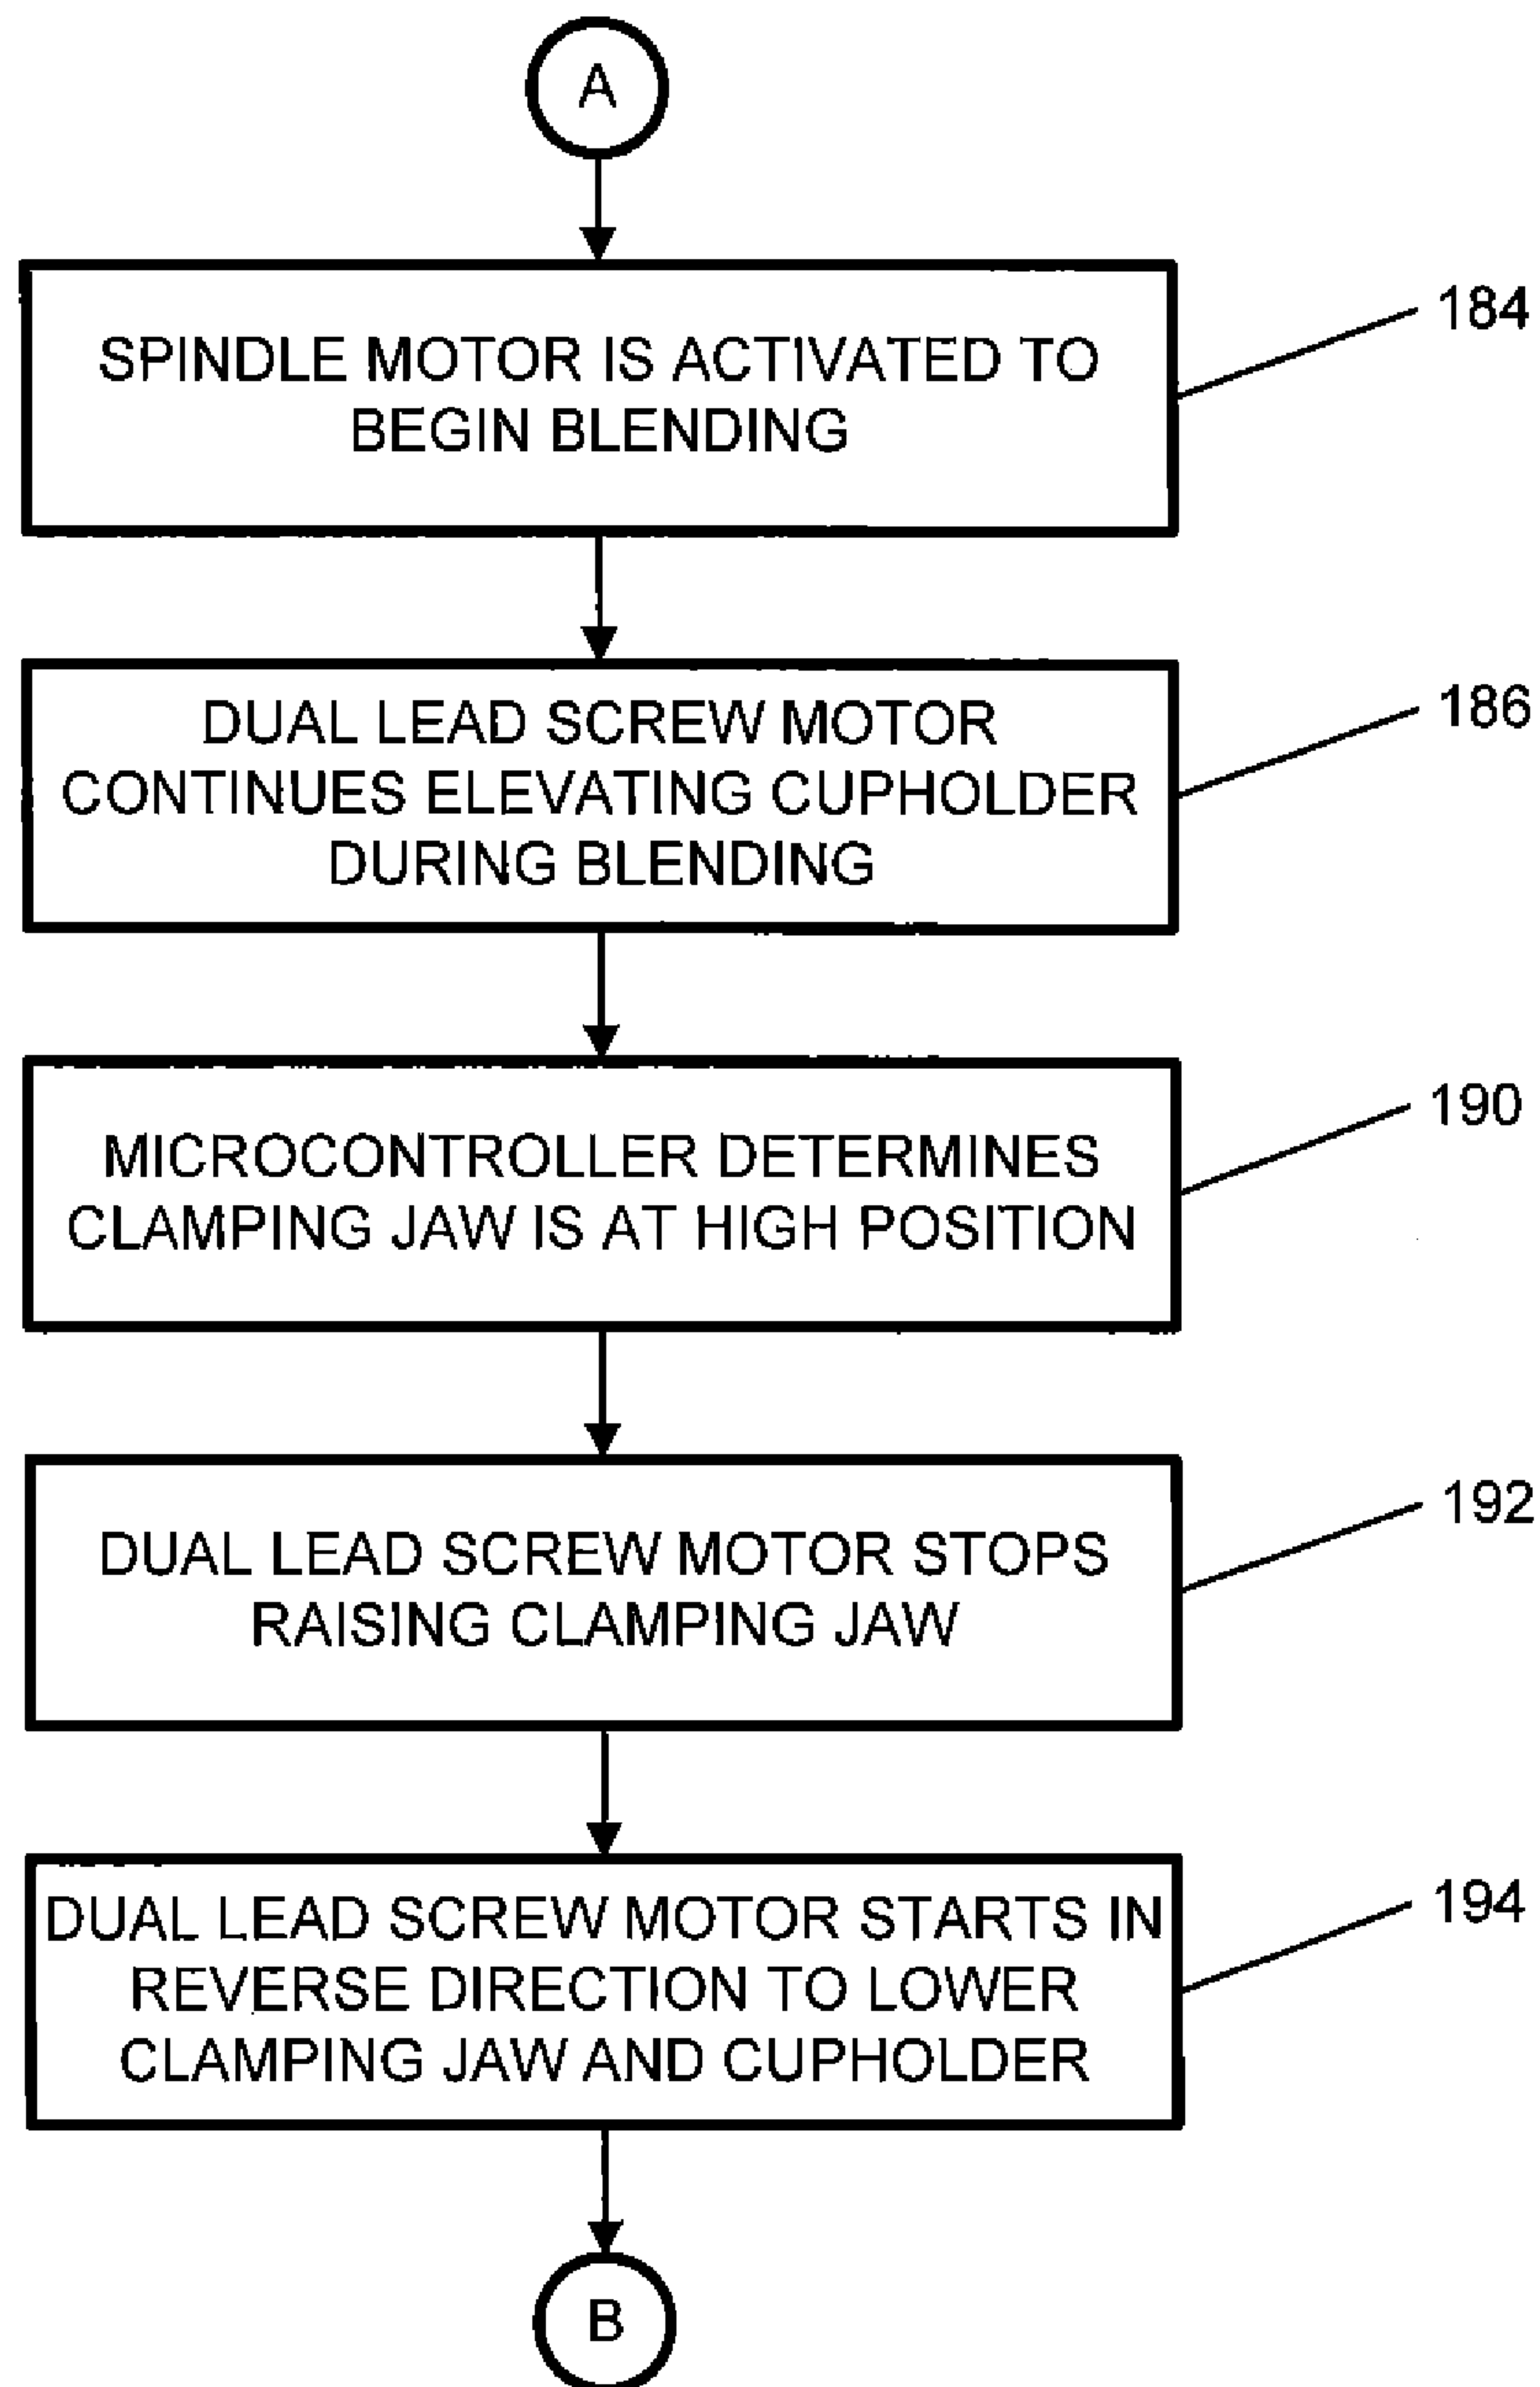 A
SPINDLE MOTOR IS ACTIVATED TO
BEGIN BLENDING
184
DUAL LEAD SCREW MOTOR
CONTINUES ELEVATING CUPHOLDER
DURING BLENDING
186
MICROCONTROLLER DETERMINES
CLAMPING JAW IS AT HIGH POSITION
190
DUAL LEAD SCREW MOTOR STOPS
RAISING CLAMPING JAW
192
DUAL LEAD SCREW MOTOR STARTS IN
REVERSE DIRECTION TO LOWER
CLAMPING JAW AND CUPHOLDER
194
B